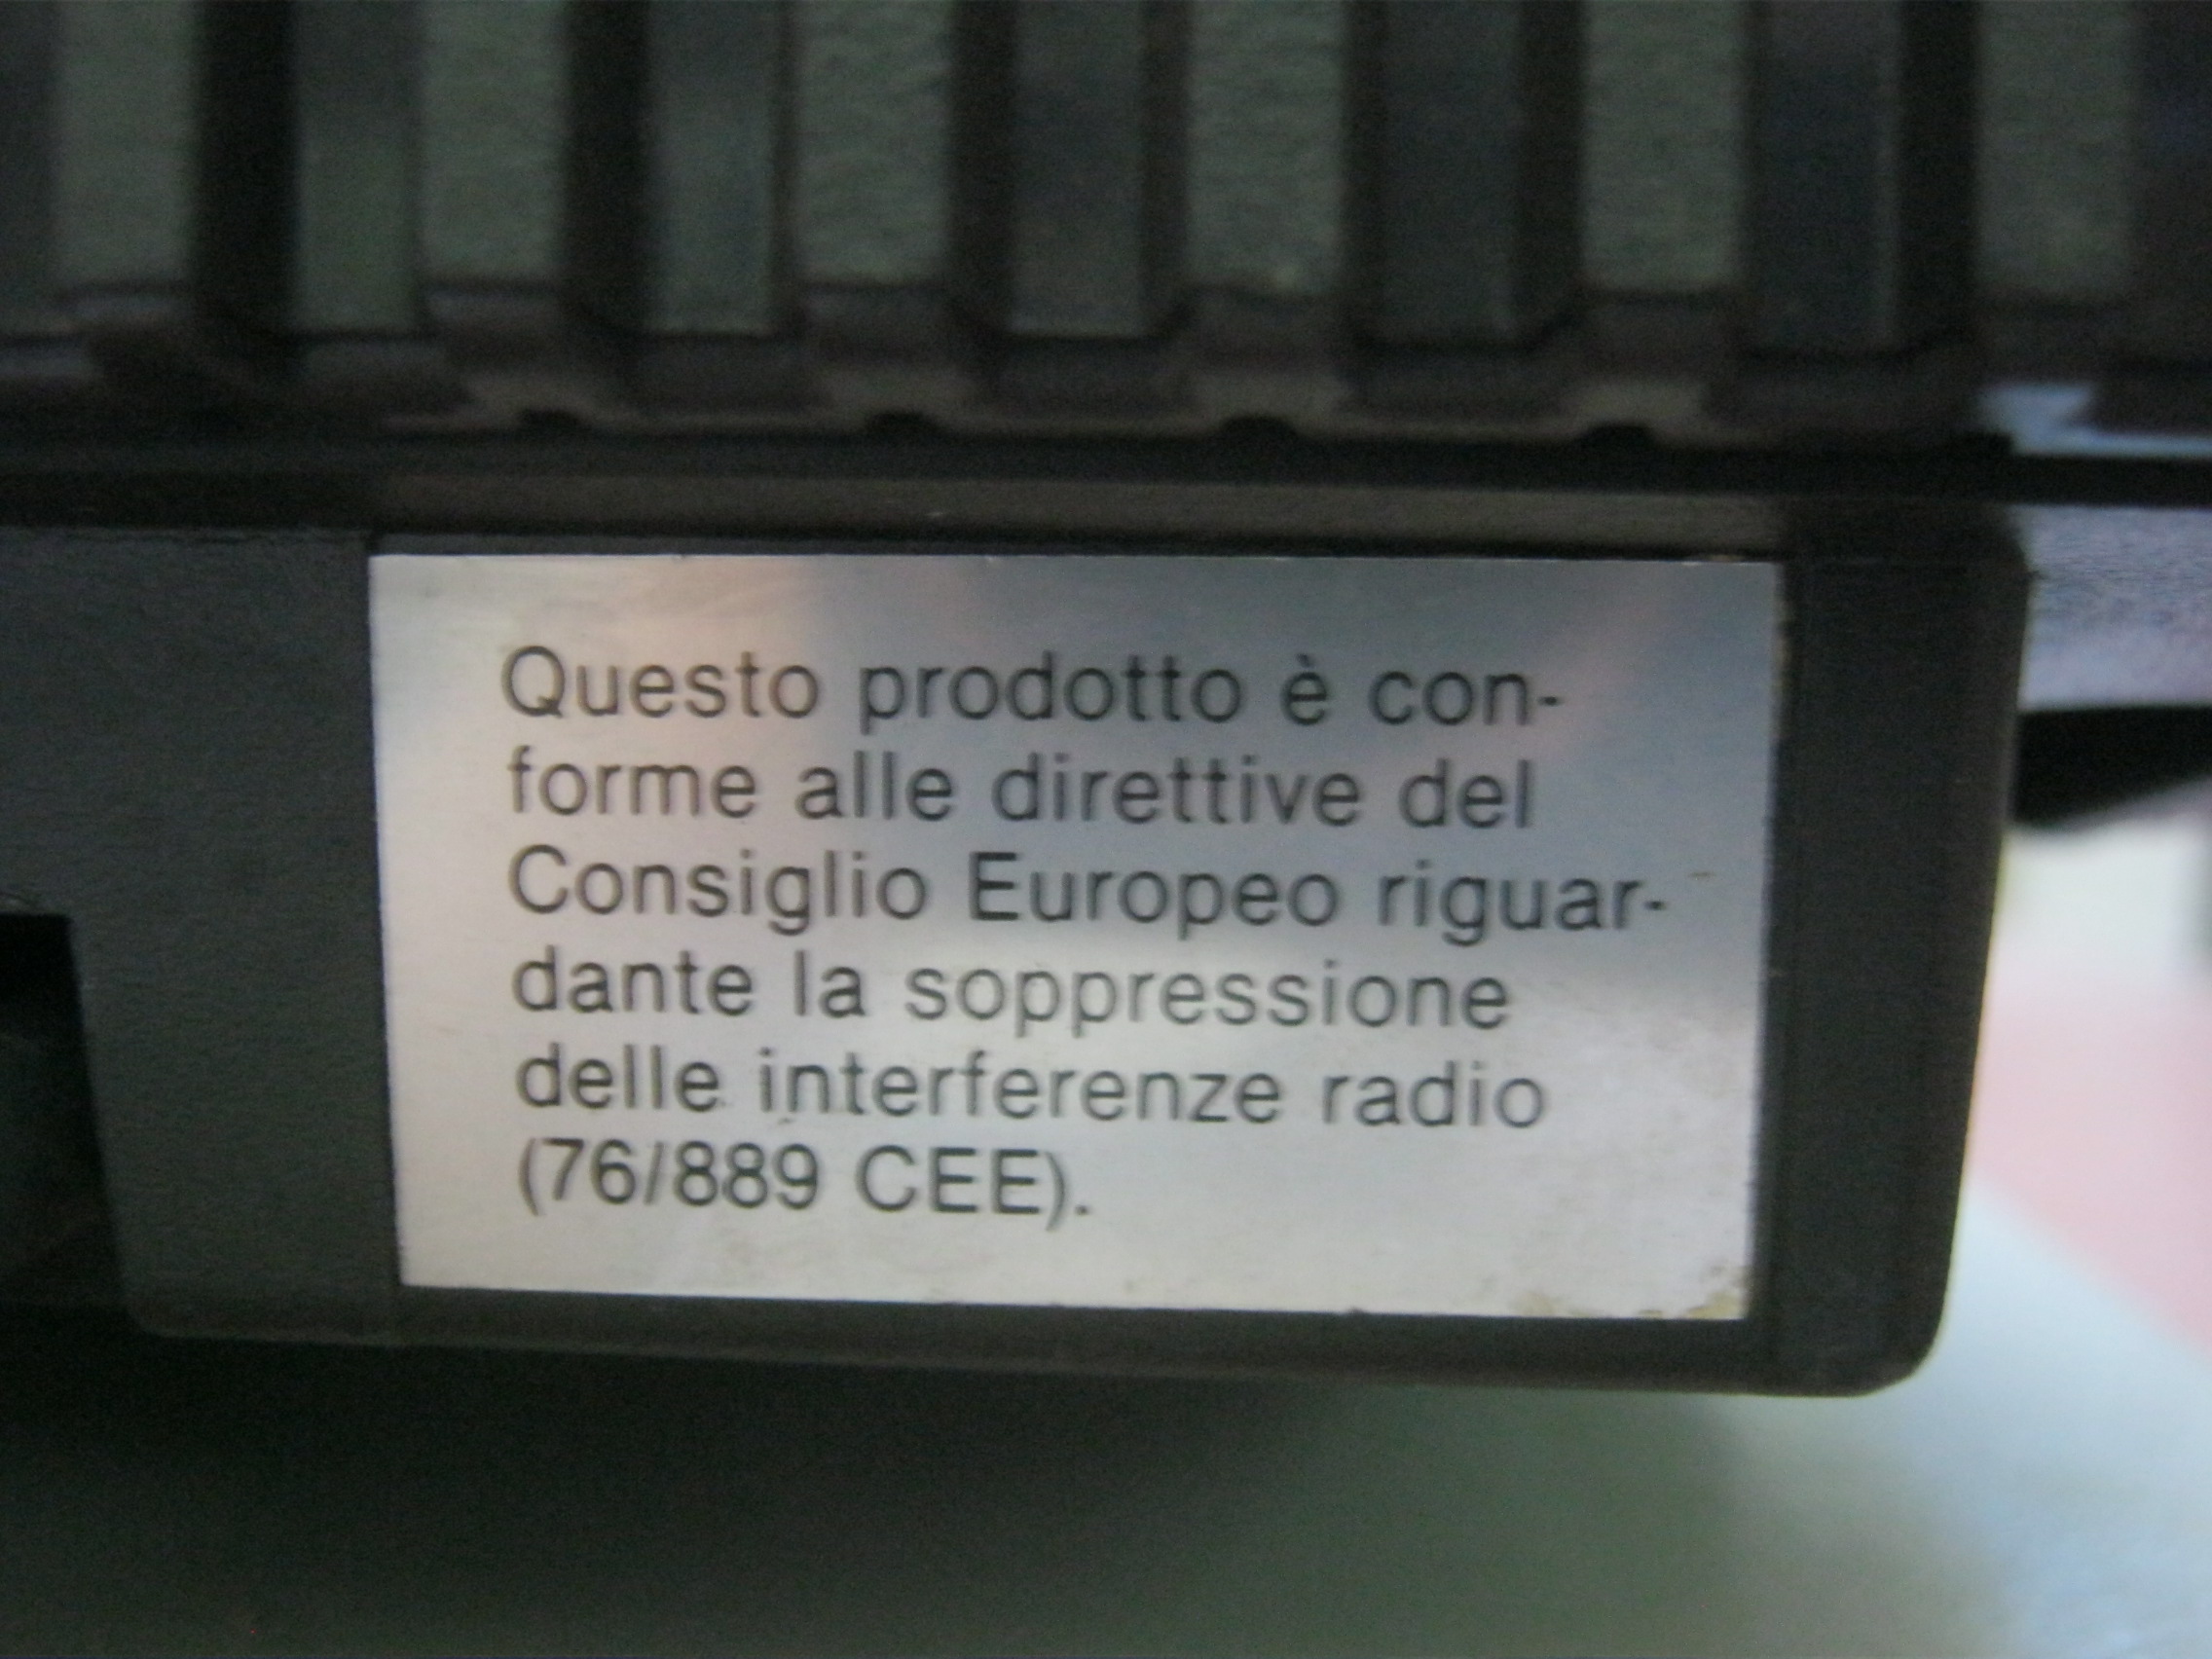 Questo prodotto è con-
forme alle direttive del
Consiglio Europeo riguar-
dante la soppressione
delle interferenze radio
(76/889 CEE).